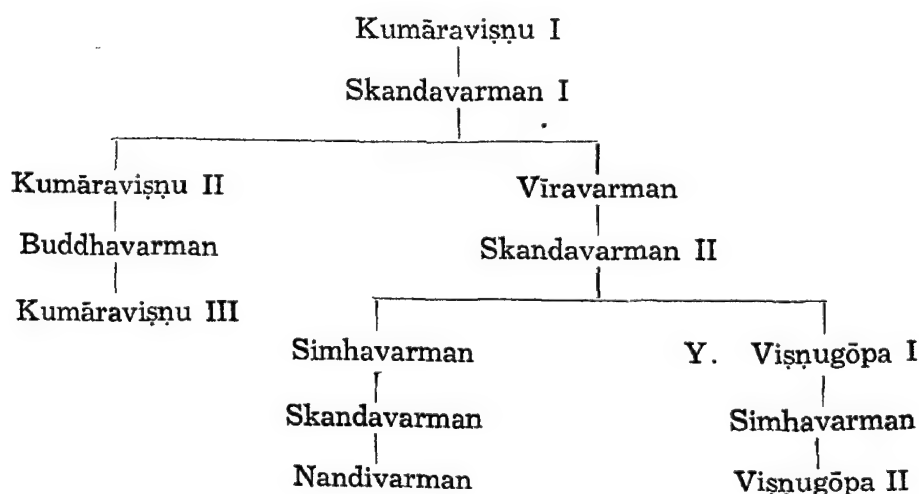 Kumāraviṣṇu I
Skandavarman I
Kumāraviṣṇu II Vīravarman
Buddhavarman Skandavarman II
Kumāraviṣṇu III
Simhavarman Y. Viṣṇugōpa I
Skandavarman Simhavarman
Nandivarman Viṣṇugōpa II